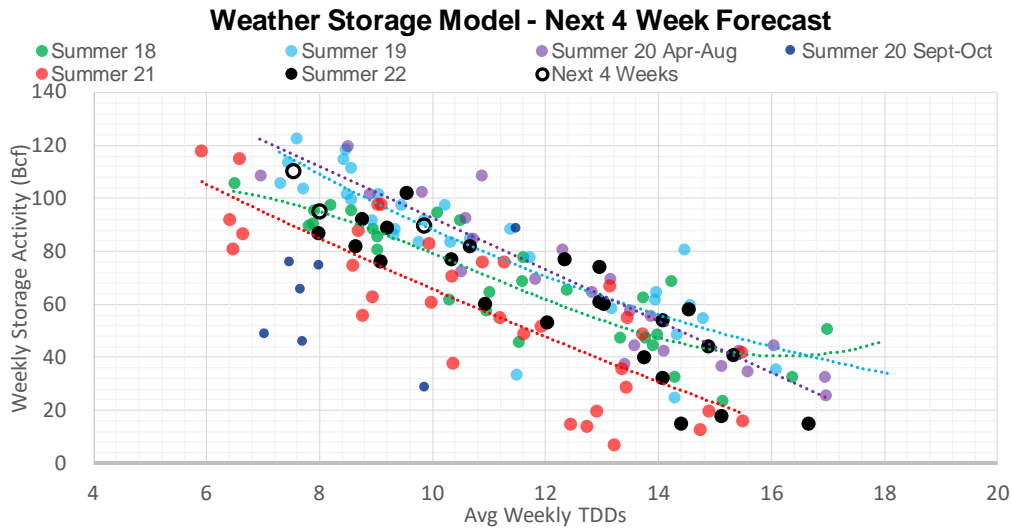 Weather Storage Model - Next 4 Week Forecast
Summer 18 Summer 19 Summer 20 Apr-Aug Summer 20 Sept-Oct
Summer 21 Summer 22 Next 4 Weeks
Weekly Storage Activity (Bcf)
140
120
100
80
60
40
20
0
4 6 8 10 12 14 16 18 20
Avg Weekly TDDs